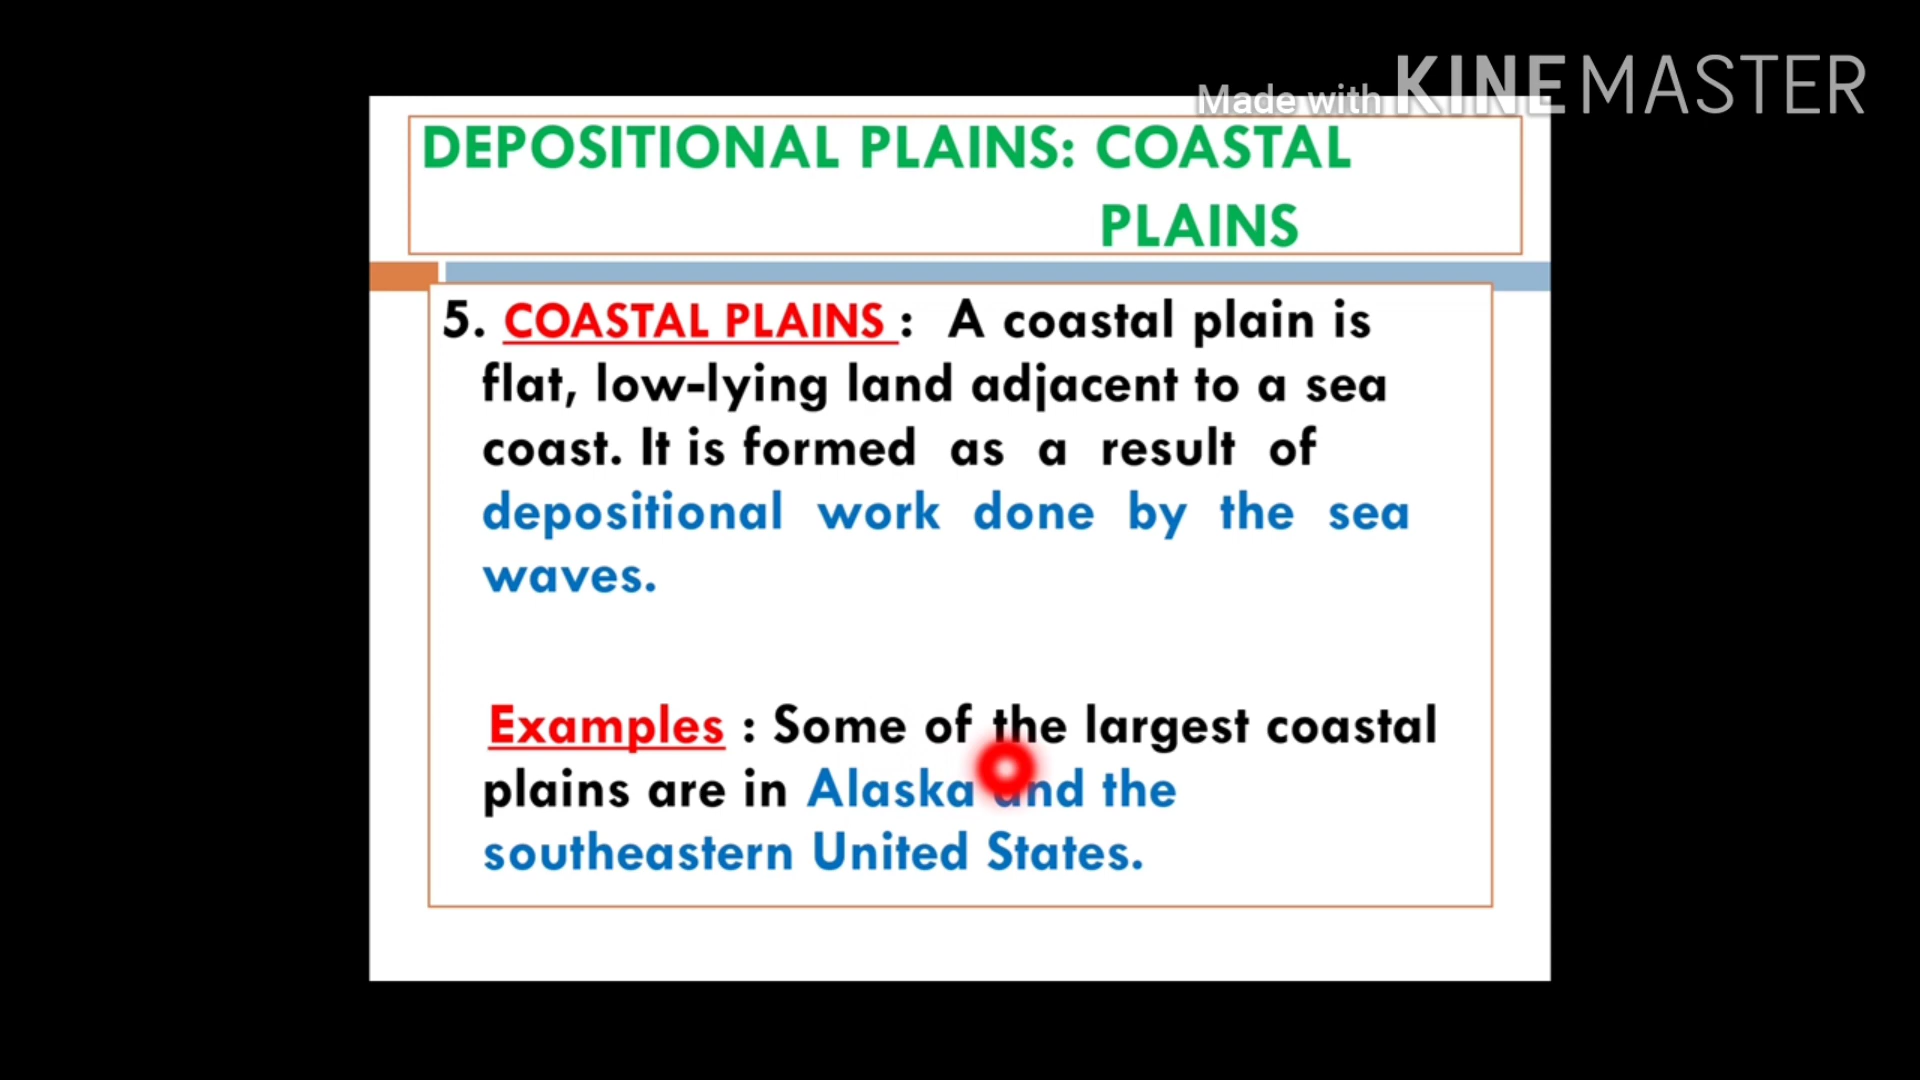 Made with KINEMASTER
DEPOSITIONAL PLAINS: COASTAL
PLAINS
5. COASTAL PLAINS : A coastal plain is
flat, low-lying land adjacent to a sea
coast. It is formed as a result of
depositional work done by the sea
waves.
Examples : Some of the largest coastal
plains are in Alaska and the
southeastern United States.